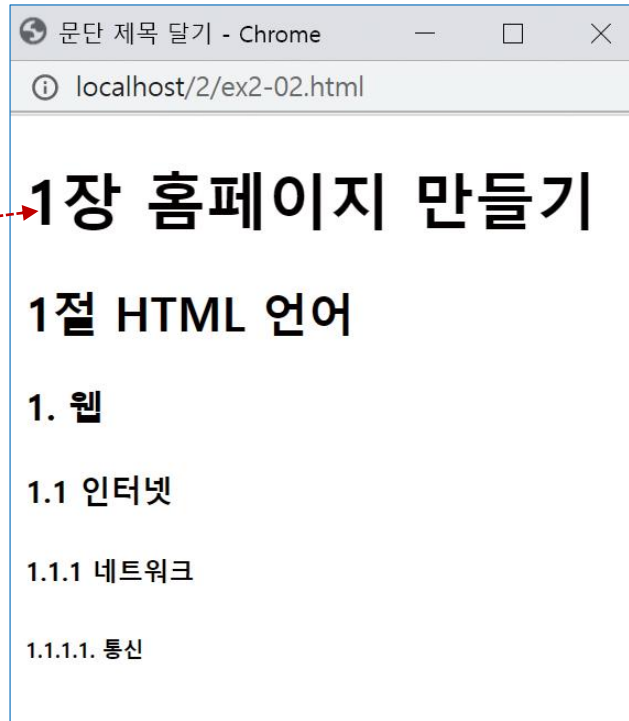 문단 제목 달기 - Chrome
localhost/2/ex2-02.html
1장 홈페이지 만들기
1절 HTML 언어
1. 웹
1.1 인터넷
1.1.1 네트워크
1.1.1.1. 통신